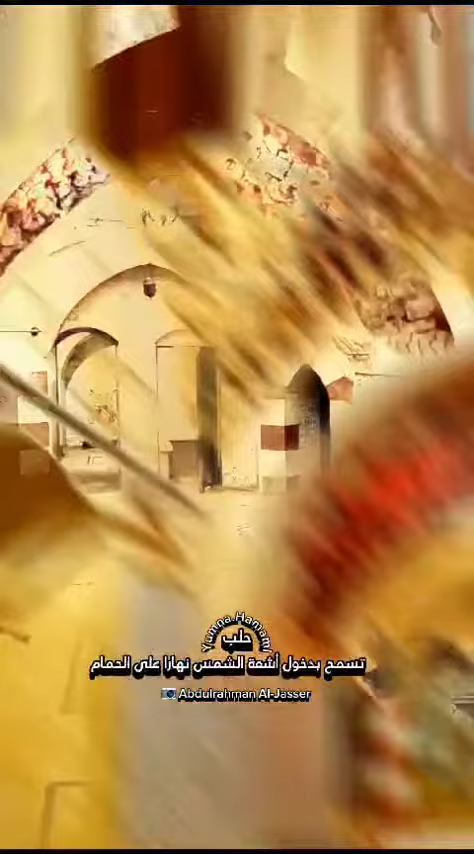 Yumna.Hamami
حلب
تسمح بدخول أشعة الشمس نهارًا على الحمام
Abdulrahman Al-Jasser